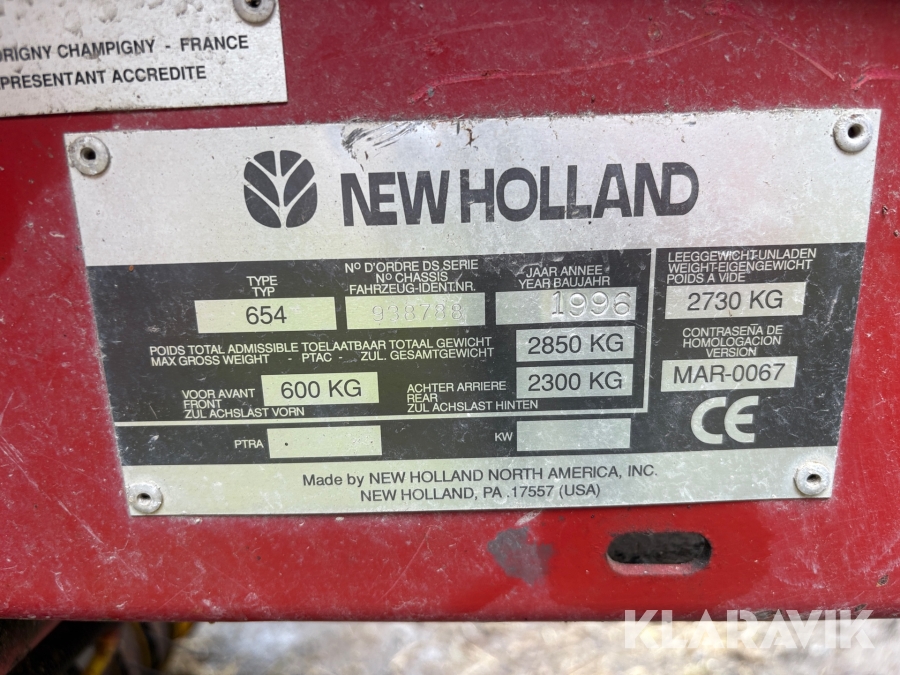 CHAMPIGNY - FRANCE
ACCREDITE
NEW HOLLAND
TYPE
TYP
654
Nº D'ORDRE DS SERIE
Nº CHASSIS
FAHRZEUG-IDENT.NR.
938788
JAAR ANNEE
YEAR BAUJAHR
1996
LEEGGEWICHT-UNLADEN
WEIGHT-EIGENGEWICHT
POIDS A VIDE
2730 KG
POIDS TOTAL ADMISSIBLE TOELAATBAAR TOTAAL GEWICHT
MAX GROSS WEIGHT - PTAC - ZUL. GESAMTGEWICHT
2850 KG
CONTRASEÑA DE
HOMOLOGACION
VERSION
MAR-0067
VOOR AVANT
FRONT
ZUL ACHSLAST VORN
600 KG
ACHTER ARRIERE
REAR
ZUL ACHSLAST HINTEN
2300 KG
CE
PTRA
KW
Made by NEW HOLLAND NORTH AMERICA, INC.
NEW HOLLAND, PA .17557 (USA)
KLARAVIK